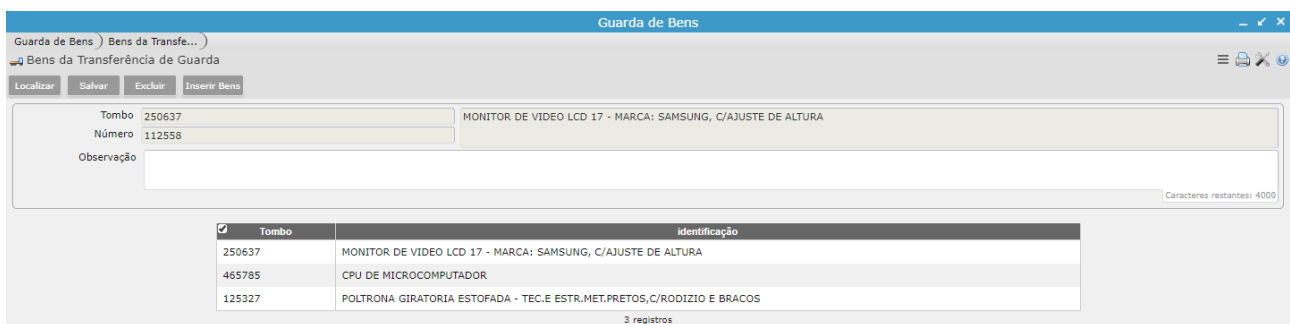 Guarda de Bens
Guarda de Bens Bens da Transfe...
Bens da Transferência de Guarda
Localizar Salvar Excluir Inserir Bens
Tombo 250637 MONITOR DE VIDEO LCD 17 - MARCA: SAMSUNG, C/AJUSTE DE ALTURA
Número 112558
Observação
Caracteres restantes: 4000
Tombo identificação
250637 MONITOR DE VIDEO LCD 17 - MARCA: SAMSUNG, C/AJUSTE DE ALTURA
465785 CPU DE MICROCOMPUTADOR
125327 POLTRONA GIRATORIA ESTOFADA - TEC.E ESTR.MET.PRETOS,C/RODIZIO E BRACOS
3 registros